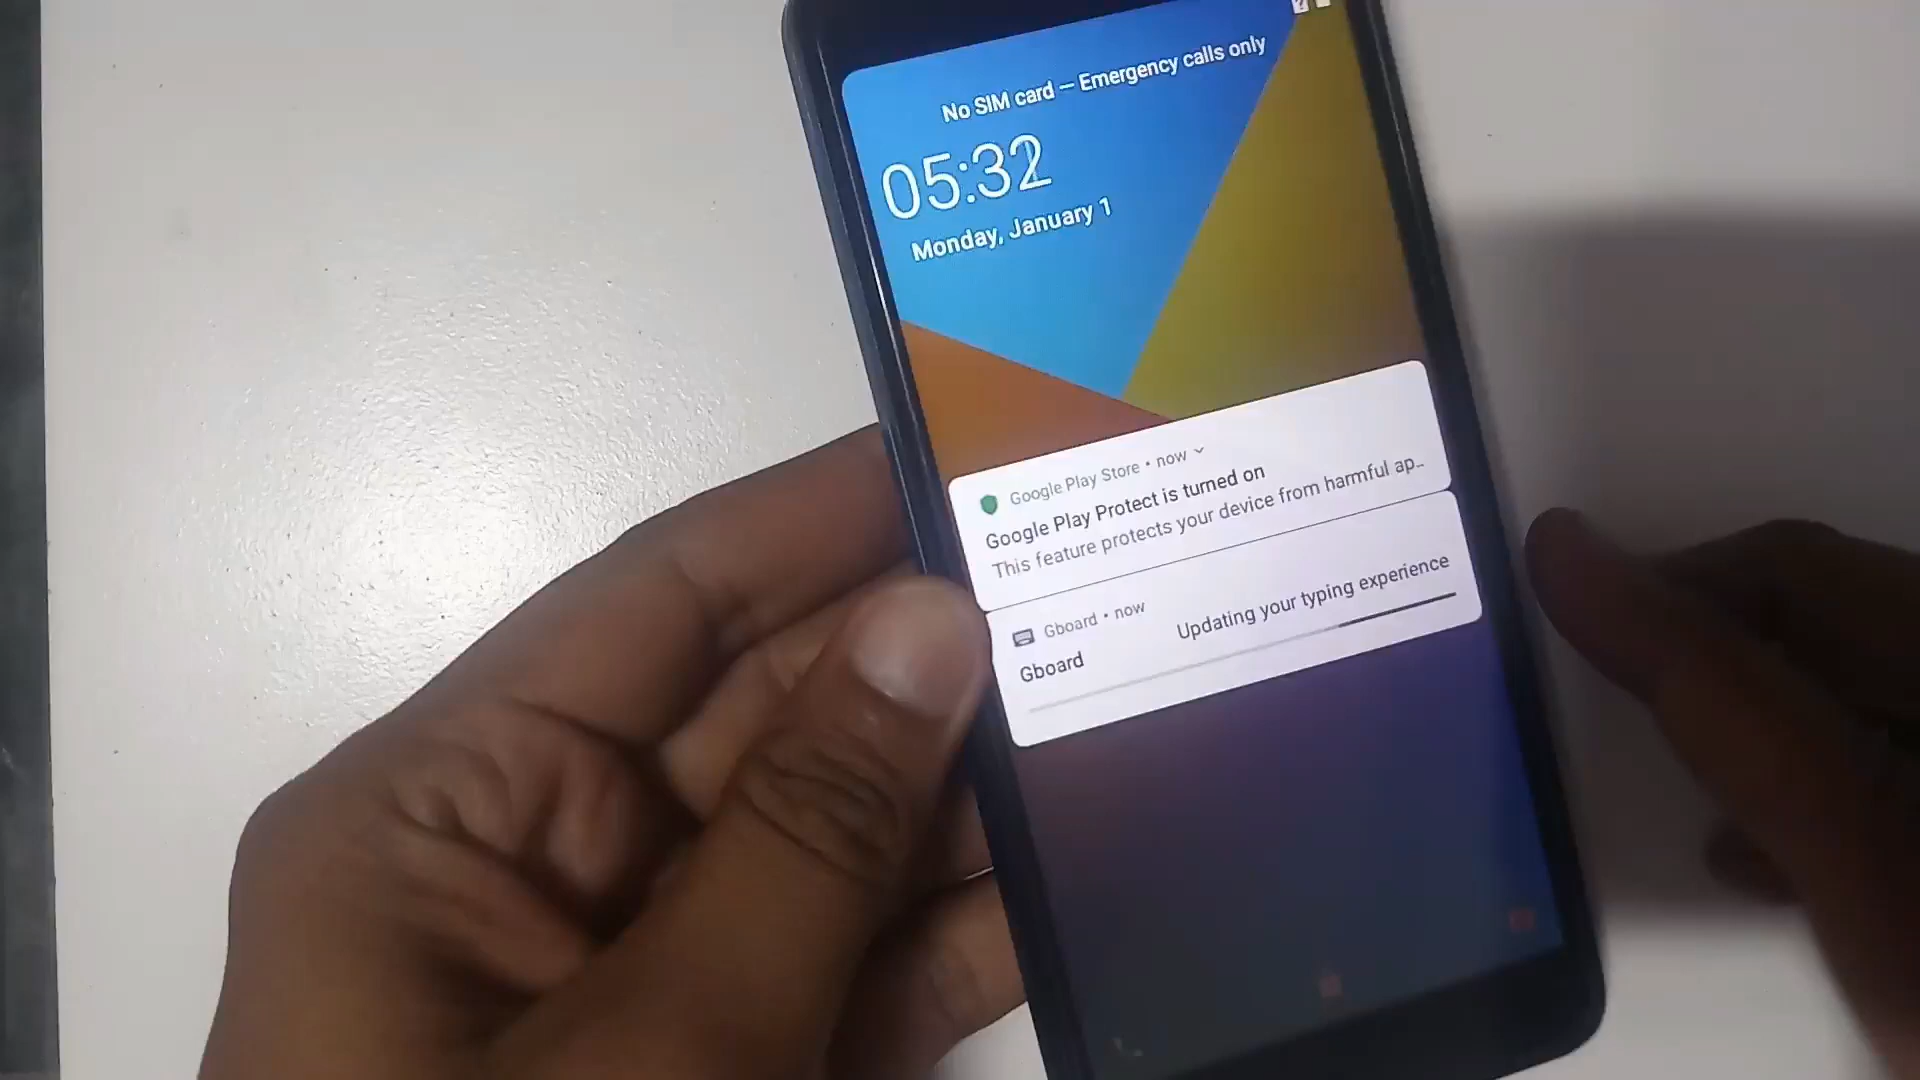 No SIM card — Emergency calls only
05:32
Monday, January 1
Google Play Store • now
Google Play Protect is turned on
This feature protects your device from harmful ap..
Gboard • now
Gboard
Updating your typing experience